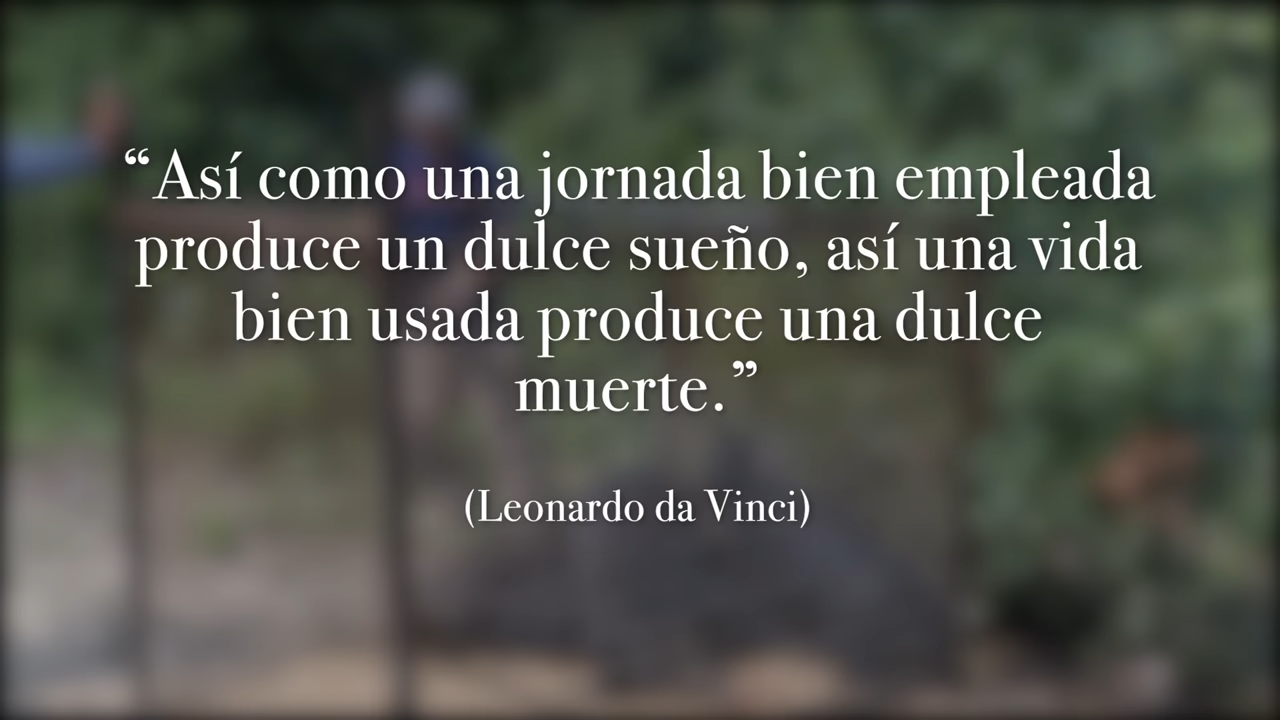 “Así como una jornada bien empleada
produce un dulce sueño, así una vida
bien usada produce una dulce
muerte.”
(Leonardo da Vinci)